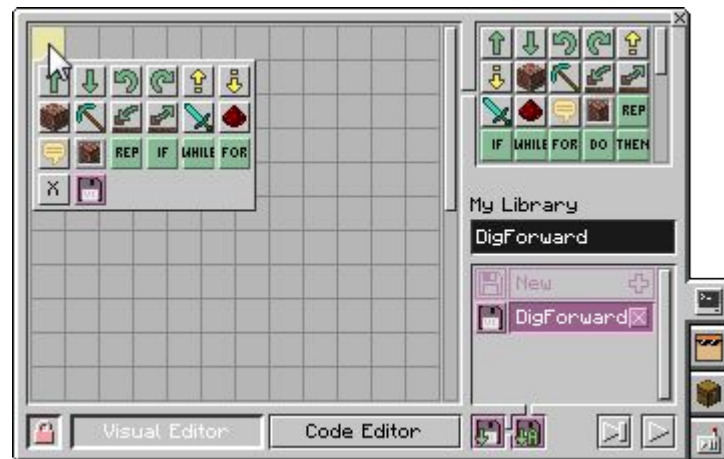 REP
REP IF WHILE FOR
IF WHILE FOR DO THEN
X
My Library
DigForward
New
DigForward
Visual Editor
Code Editor